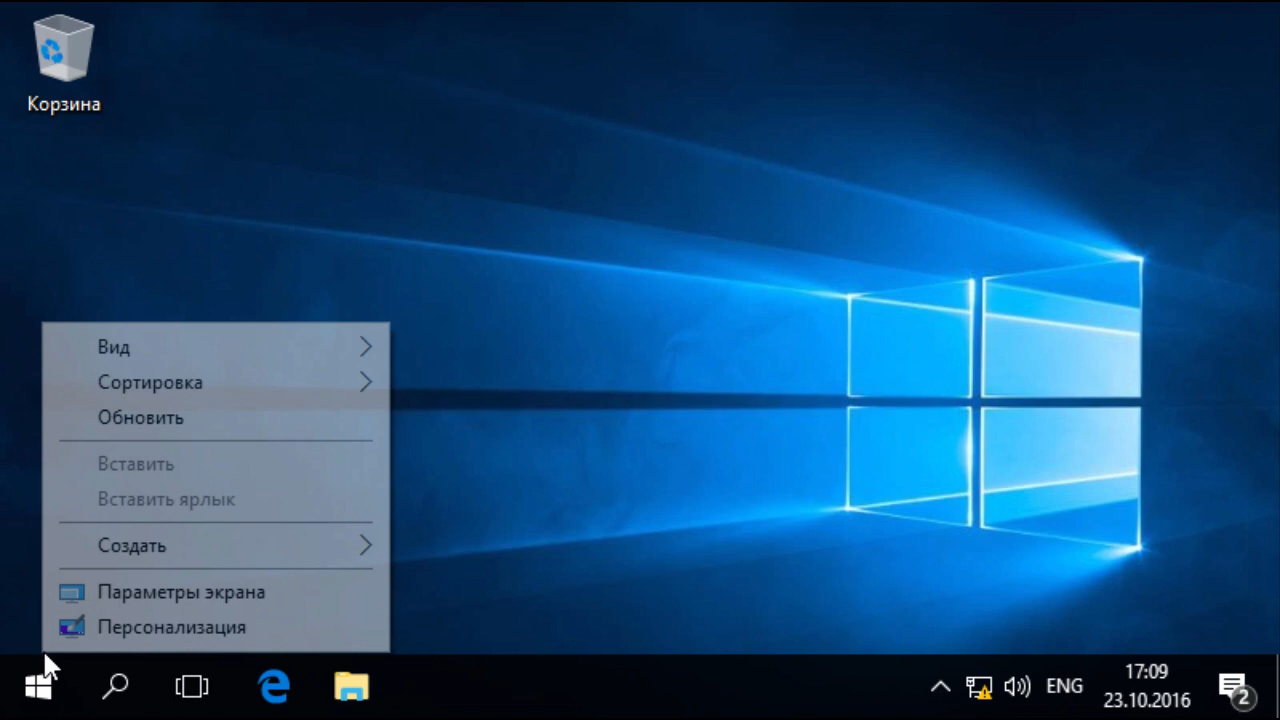 Корзина
Вид
Сортировка
Обновить
Вставить
Вставить ярлык
Создать
Параметры экрана
Персонализация
ENG
17:09
23.10.2016
2